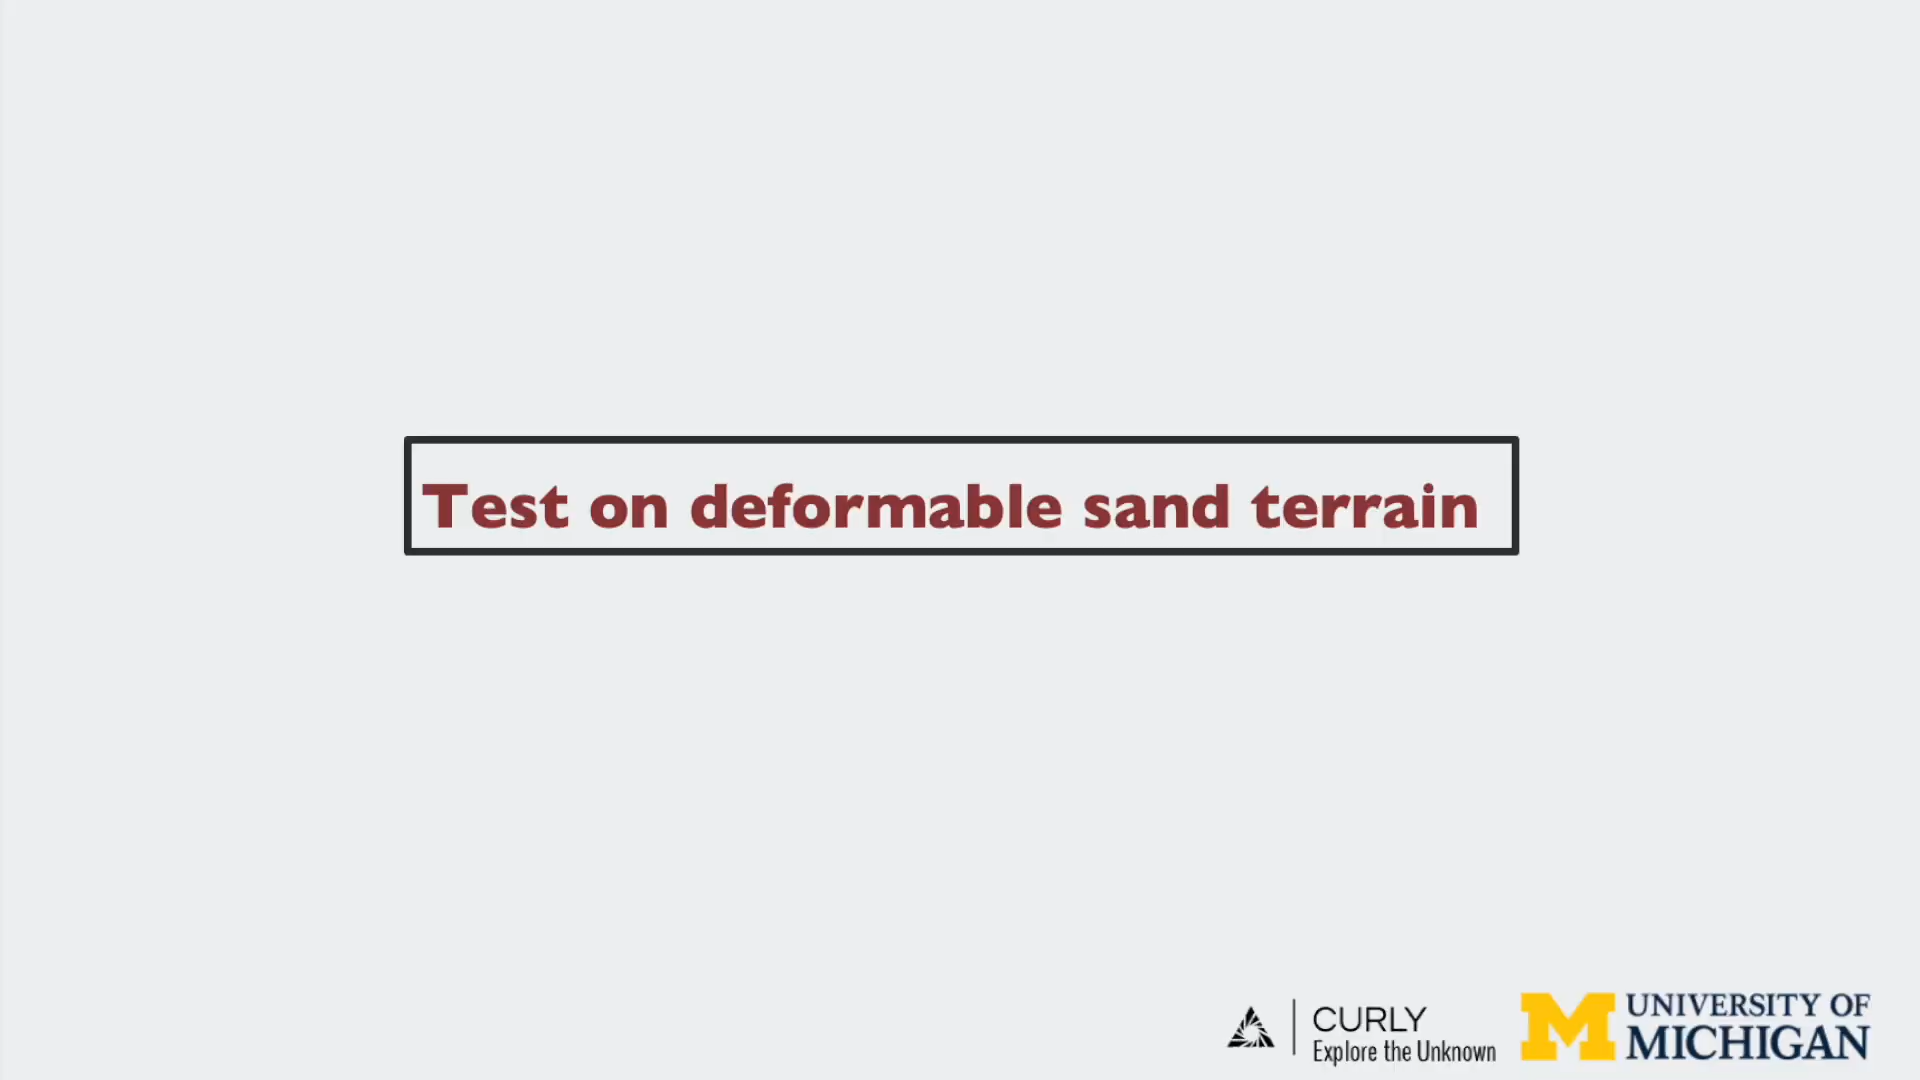 Test on deformable sand terrain
CURLY
Explore the Unknown
UNIVERSITY OF
MICHIGAN